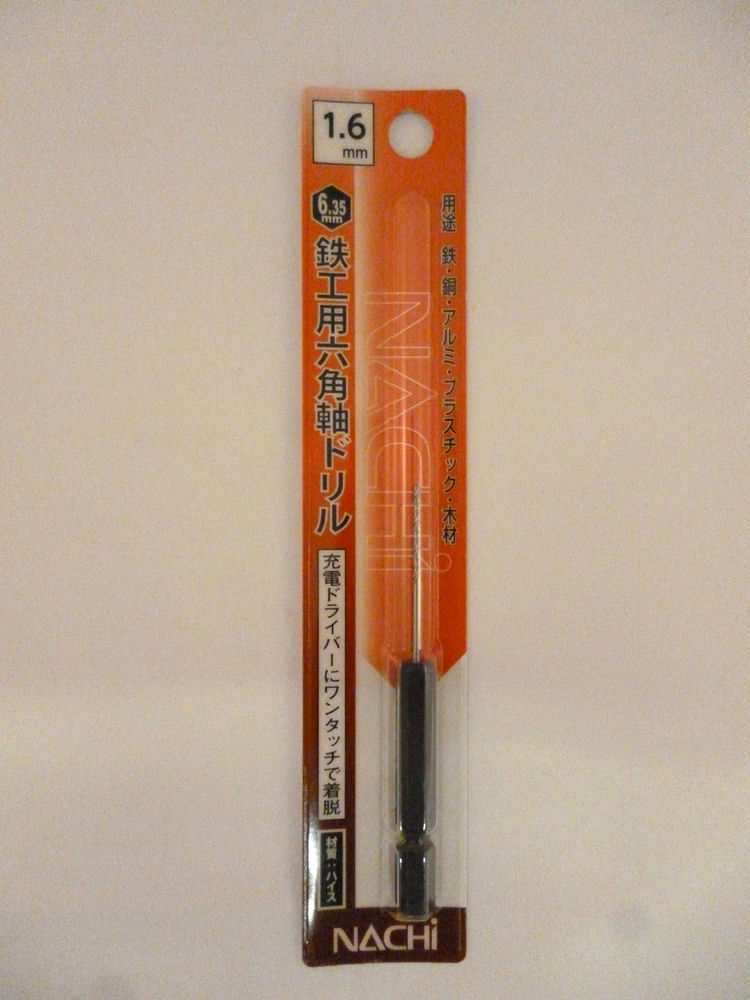 1.6
mm
6.35
mm
鉄工用六角軸ドリル
用途 鉄・銅・アルミ・プラスチック・木材
NACHi
充電ドライバーにワンタッチで着脱
材質：ハイス
NACHi